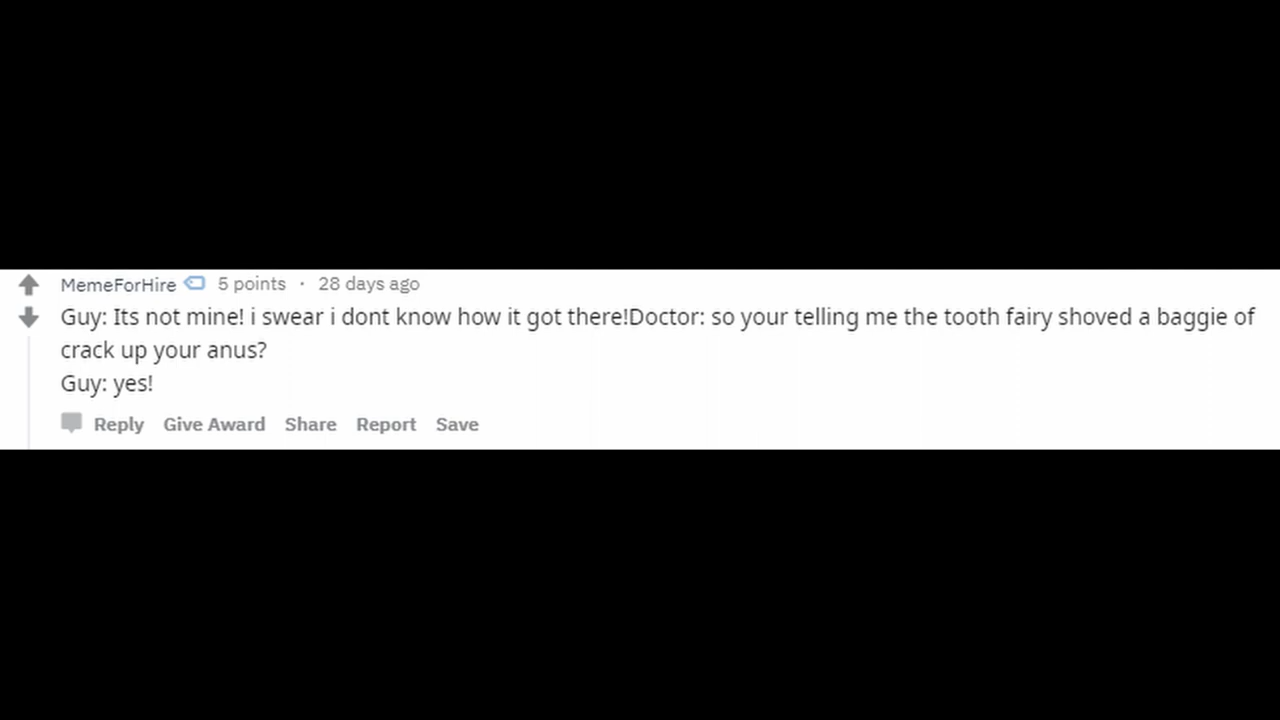 MemeForHire 5 points · 28 days ago
Guy: Its not mine! i swear i dont know how it got there!Doctor: so your telling me the tooth fairy shoved a baggie of
crack up your anus?
Guy: yes!
Reply Give Award Share Report Save